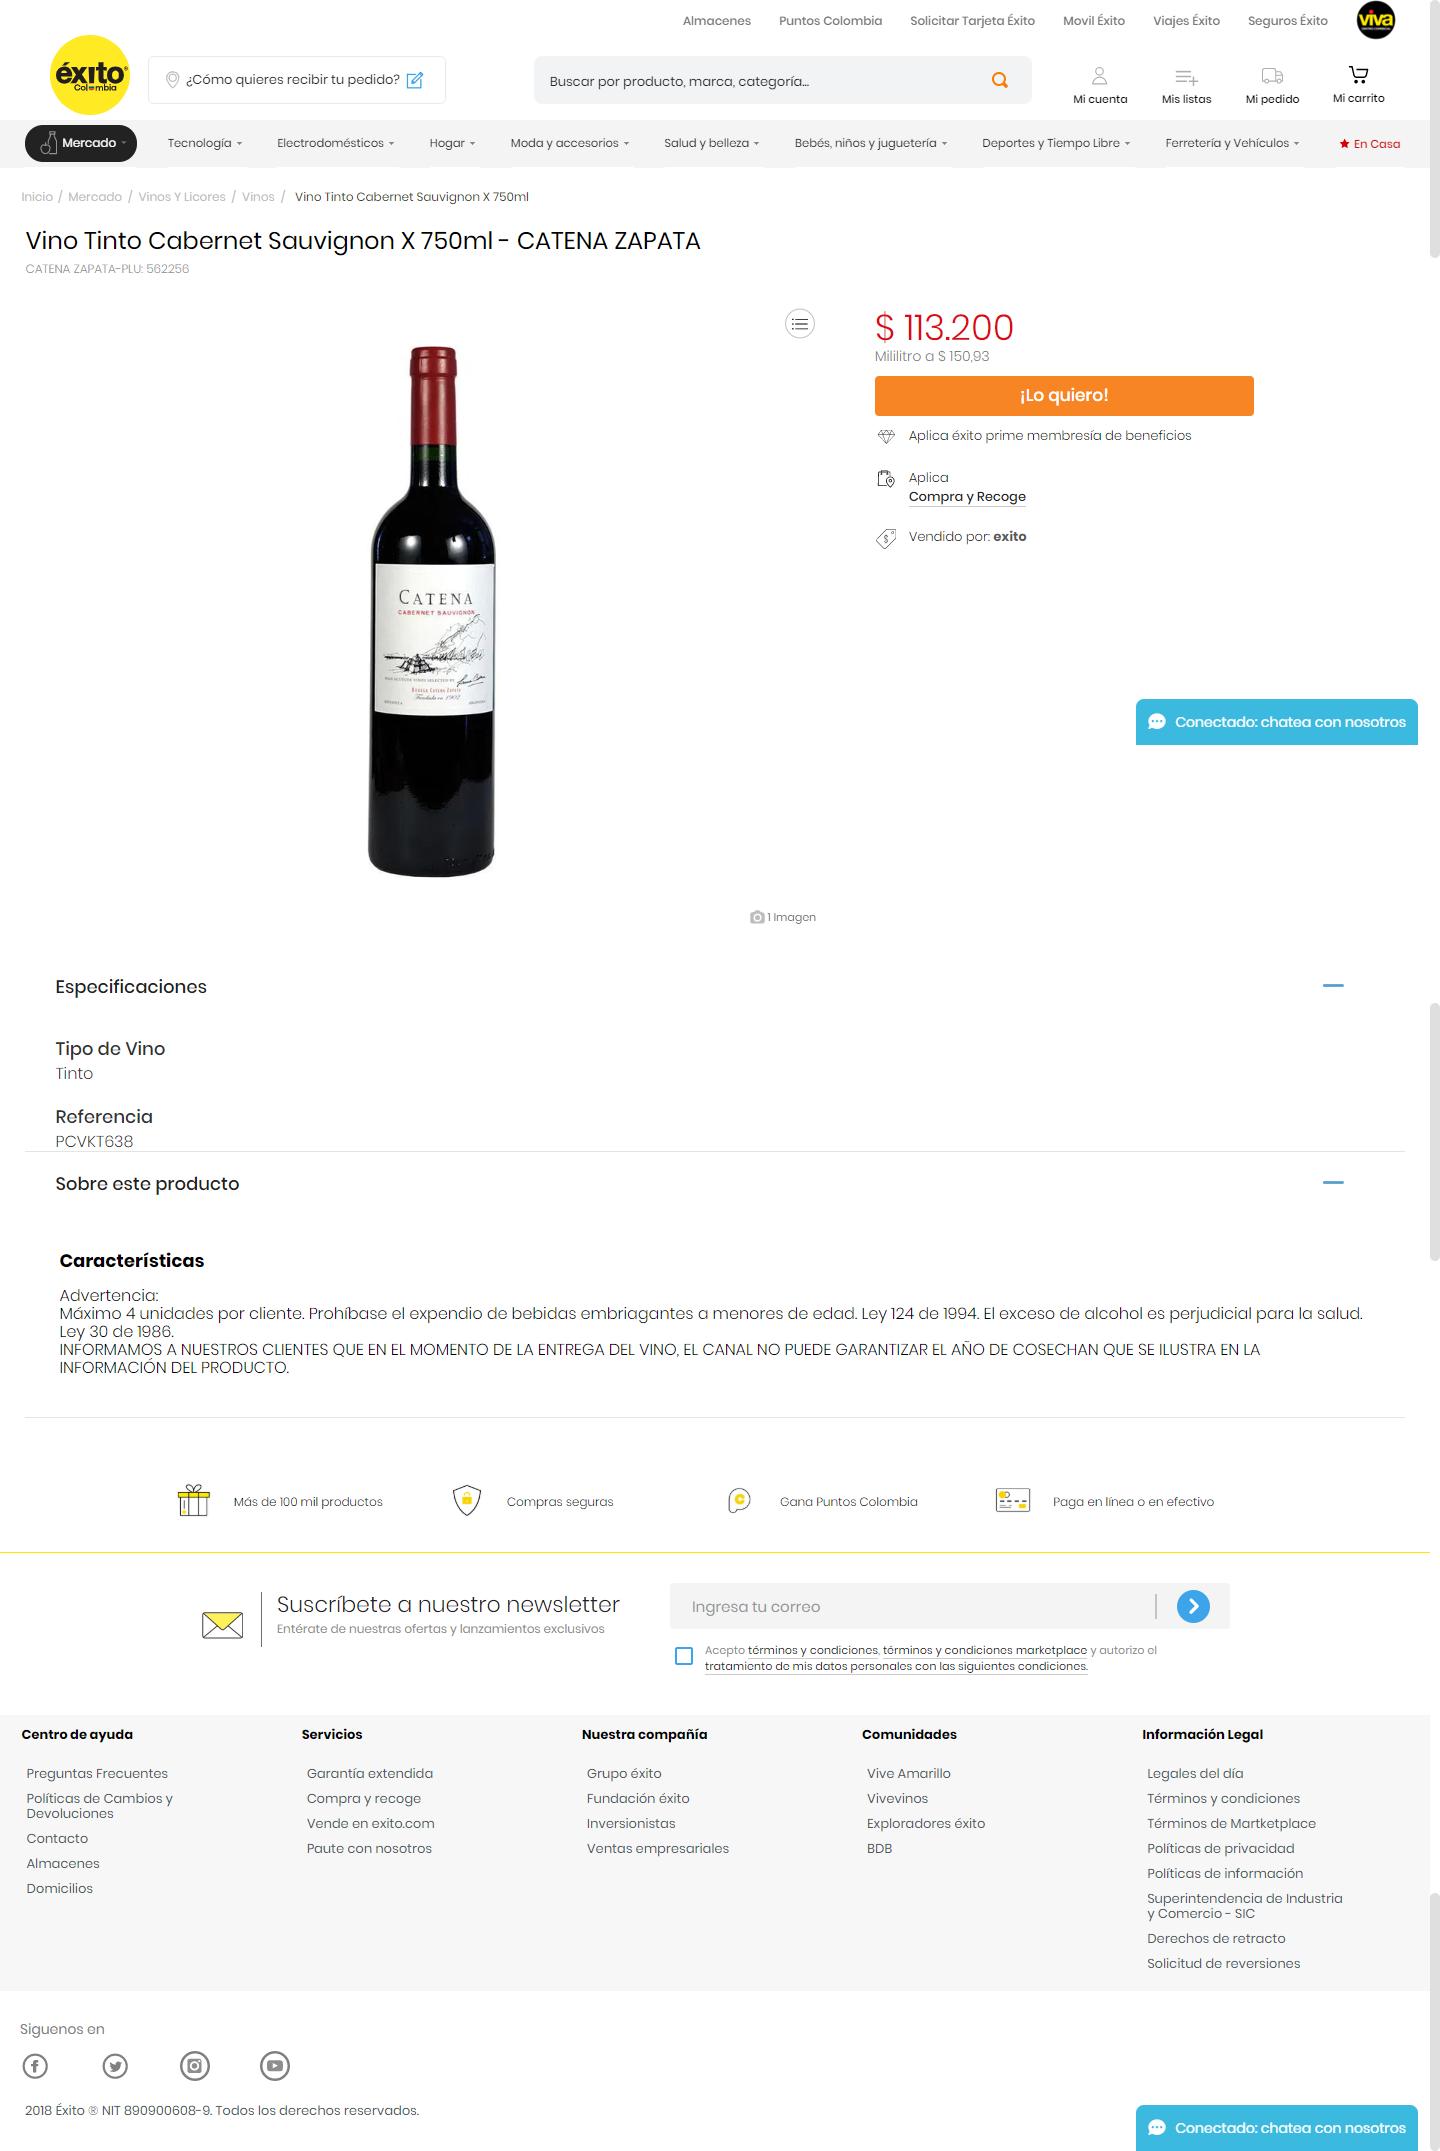 Almacenes Puntos Colombia Solicitar Tarjeta Éxito Movil Éxito Viajes Éxito Seguros Éxito viva
éxito
Colombia
¿Cómo quieres recibir tu pedido?
Buscar por producto, marca, categoría...
Mi cuenta Mis listas Mi pedido Mi carrito
Mercado Tecnología Electrodomésticos Hogar Moda y accesorios Salud y belleza Bebés, niños y juguetería Deportes y Tiempo Libre Ferretería y Vehículos En Casa
Inicio / Mercado / Vinos Y Licores / Vinos / Vino Tinto Cabernet Sauvignon X 750ml
Vino Tinto Cabernet Sauvignon X 750ml - CATENA ZAPATA
CATENA ZAPATA-PLU: 562256
CATENA
CABERNET SAUVIGNON
BODEGA CATENA ZAPATA
Fundada en 1902
$ 113.200
Mililitro a $ 150,93
¡Lo quiero!
Aplica éxito prime membresía de beneficios
Aplica
Compra y Recoge
Vendido por: exito
Conectado: chatea con nosotros
1 Imagen
Especificaciones
Tipo de Vino
Tinto
Referencia
PCVKT638
Sobre este producto
Características
Advertencia:
Máximo 4 unidades por cliente. Prohíbase el expendio de bebidas embriagantes a menores de edad. Ley 124 de 1994. El exceso de alcohol es perjudicial para la salud.
Ley 30 de 1986.
INFORMAMOS A NUESTROS CLIENTES QUE EN EL MOMENTO DE LA ENTREGA DEL VINO, EL CANAL NO PUEDE GARANTIZAR EL AÑO DE COSECHAN QUE SE ILUSTRA EN LA
INFORMACIÓN DEL PRODUCTO.
Más de 100 mil productos
Compras seguras
Gana Puntos Colombia
Paga en línea o en efectivo
Suscríbete a nuestro newsletter
Entérate de nuestras ofertas y lanzamientos exclusivos
Ingresa tu correo
Acepto términos y condiciones, términos y condiciones marketplace y autorizo el
tratamiento de mis datos personales con las siguientes condiciones.
Centro de ayuda
Preguntas Frecuentes
Políticas de Cambios y
Devoluciones
Contacto
Almacenes
Domicilios
Servicios
Garantía extendida
Compra y recoge
Vende en exito.com
Paute con nosotros
Nuestra compañía
Grupo éxito
Fundación éxito
Inversionistas
Ventas empresariales
Comunidades
Vive Amarillo
Vivevinos
Exploradores éxito
BDB
Información Legal
Legales del día
Términos y condiciones
Términos de Martketplace
Políticas de privacidad
Políticas de información
Superintendencia de Industria
y Comercio - SIC
Derechos de retracto
Solicitud de reversiones
Siguenos en
2018 Éxito ® NIT 890900608-9. Todos los derechos reservados.
Conectado: chatea con nosotros